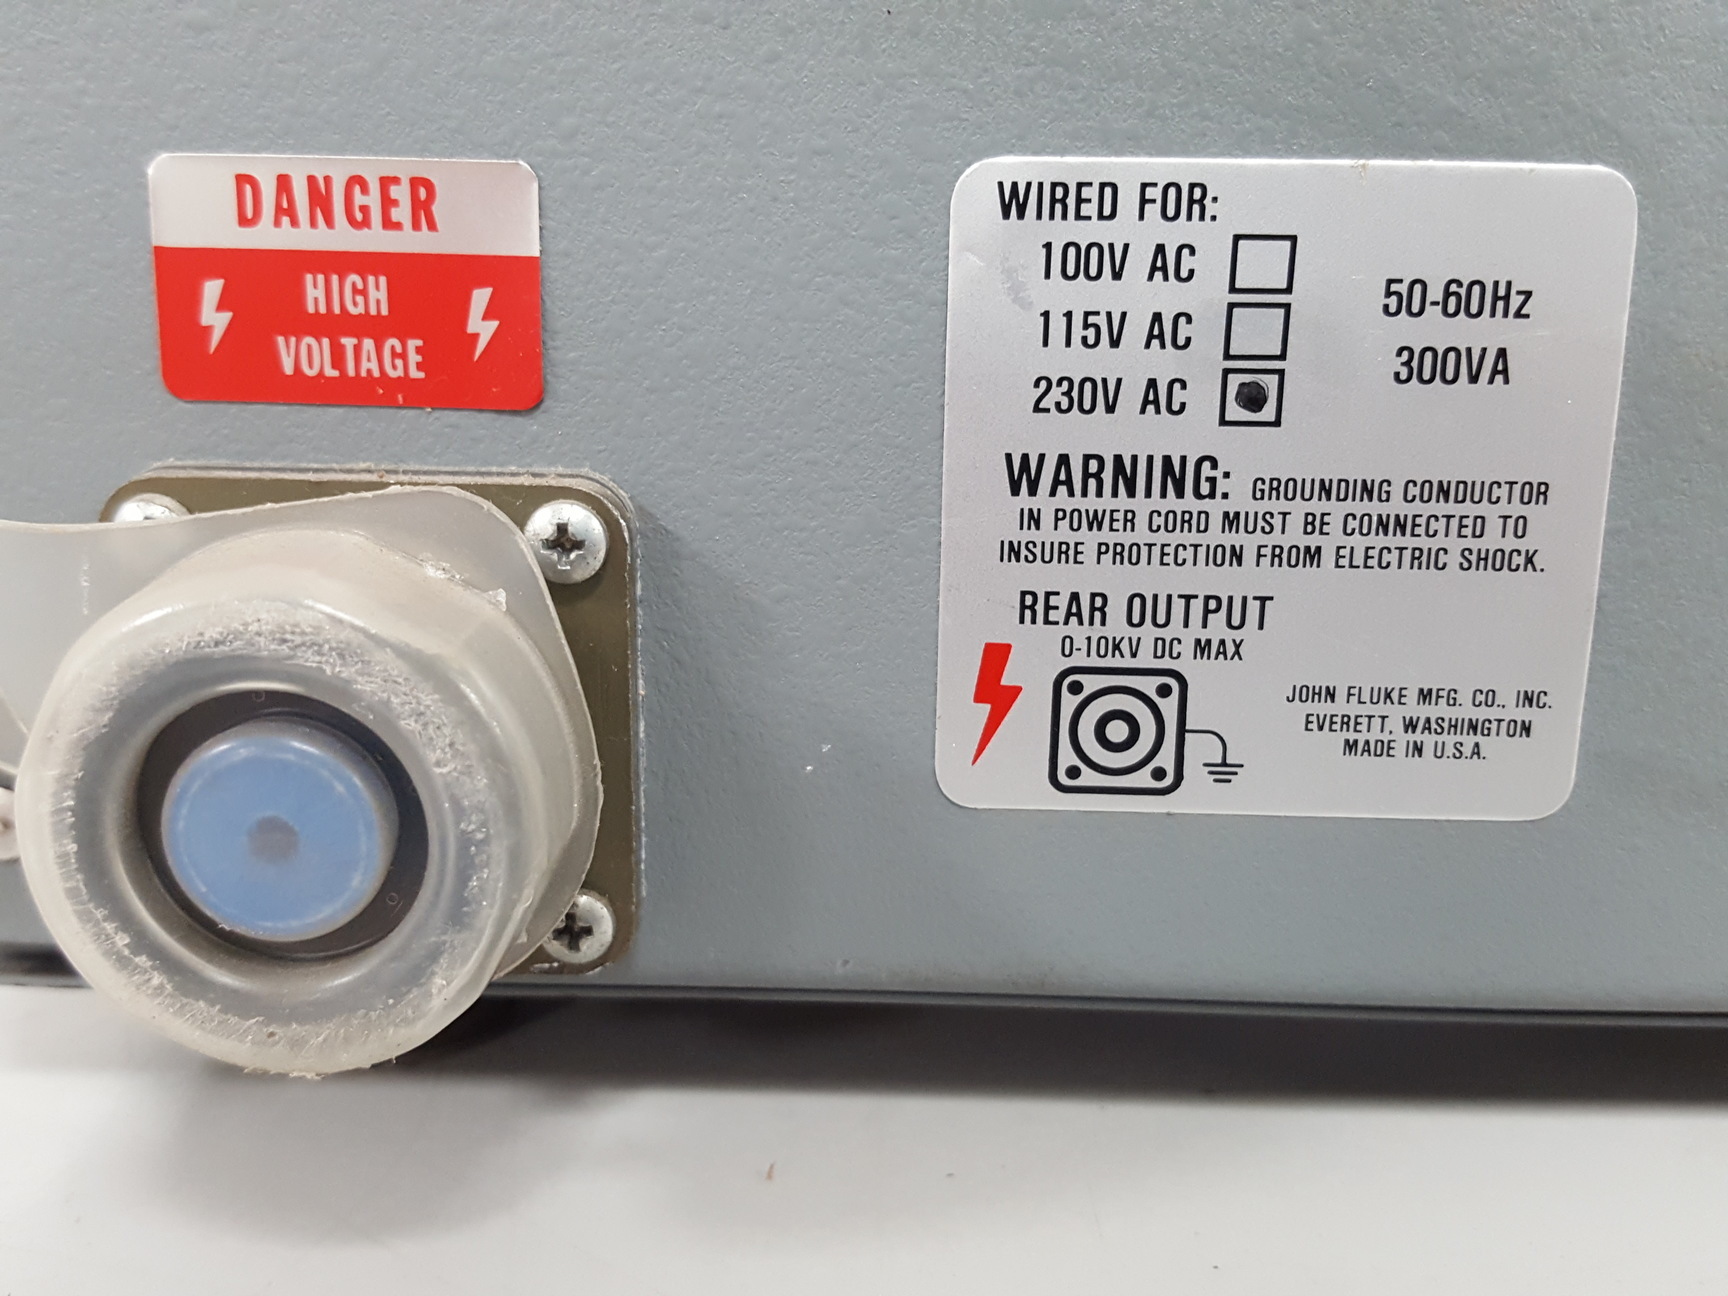 DANGER
HIGH
VOLTAGE
WIRED FOR:
100V AC
115V AC
230V AC
50-60Hz
300VA
WARNING: GROUNDING CONDUCTOR
IN POWER CORD MUST BE CONNECTED TO
INSURE PROTECTION FROM ELECTRIC SHOCK.
REAR OUTPUT
0-10KV DC MAX
JOHN FLUKE MFG. CO., INC.
EVERETT, WASHINGTON
MADE IN U.S.A.